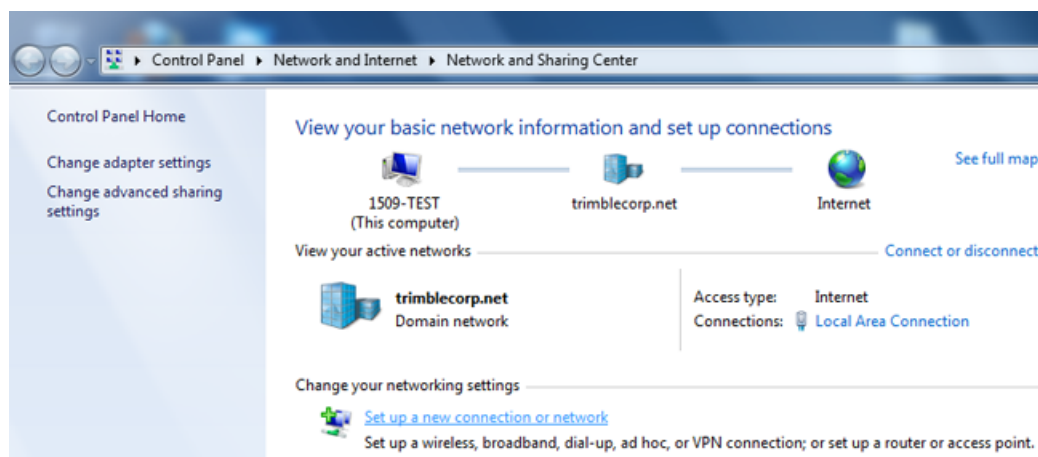 Control Panel ▸ Network and Internet ▸ Network and Sharing Center
Control Panel Home
Change adapter settings
Change advanced sharing
settings
View your basic network information and set up connections
See full map
1509-TEST
(This computer)
trimblecorp.net
Internet
View your active networks
Connect or disconnect
trimblecorp.net
Domain network
Access type: Internet
Connections: Local Area Connection
Change your networking settings
Set up a new connection or network
Set up a wireless, broadband, dial-up, ad hoc, or VPN connection; or set up a router or access point.